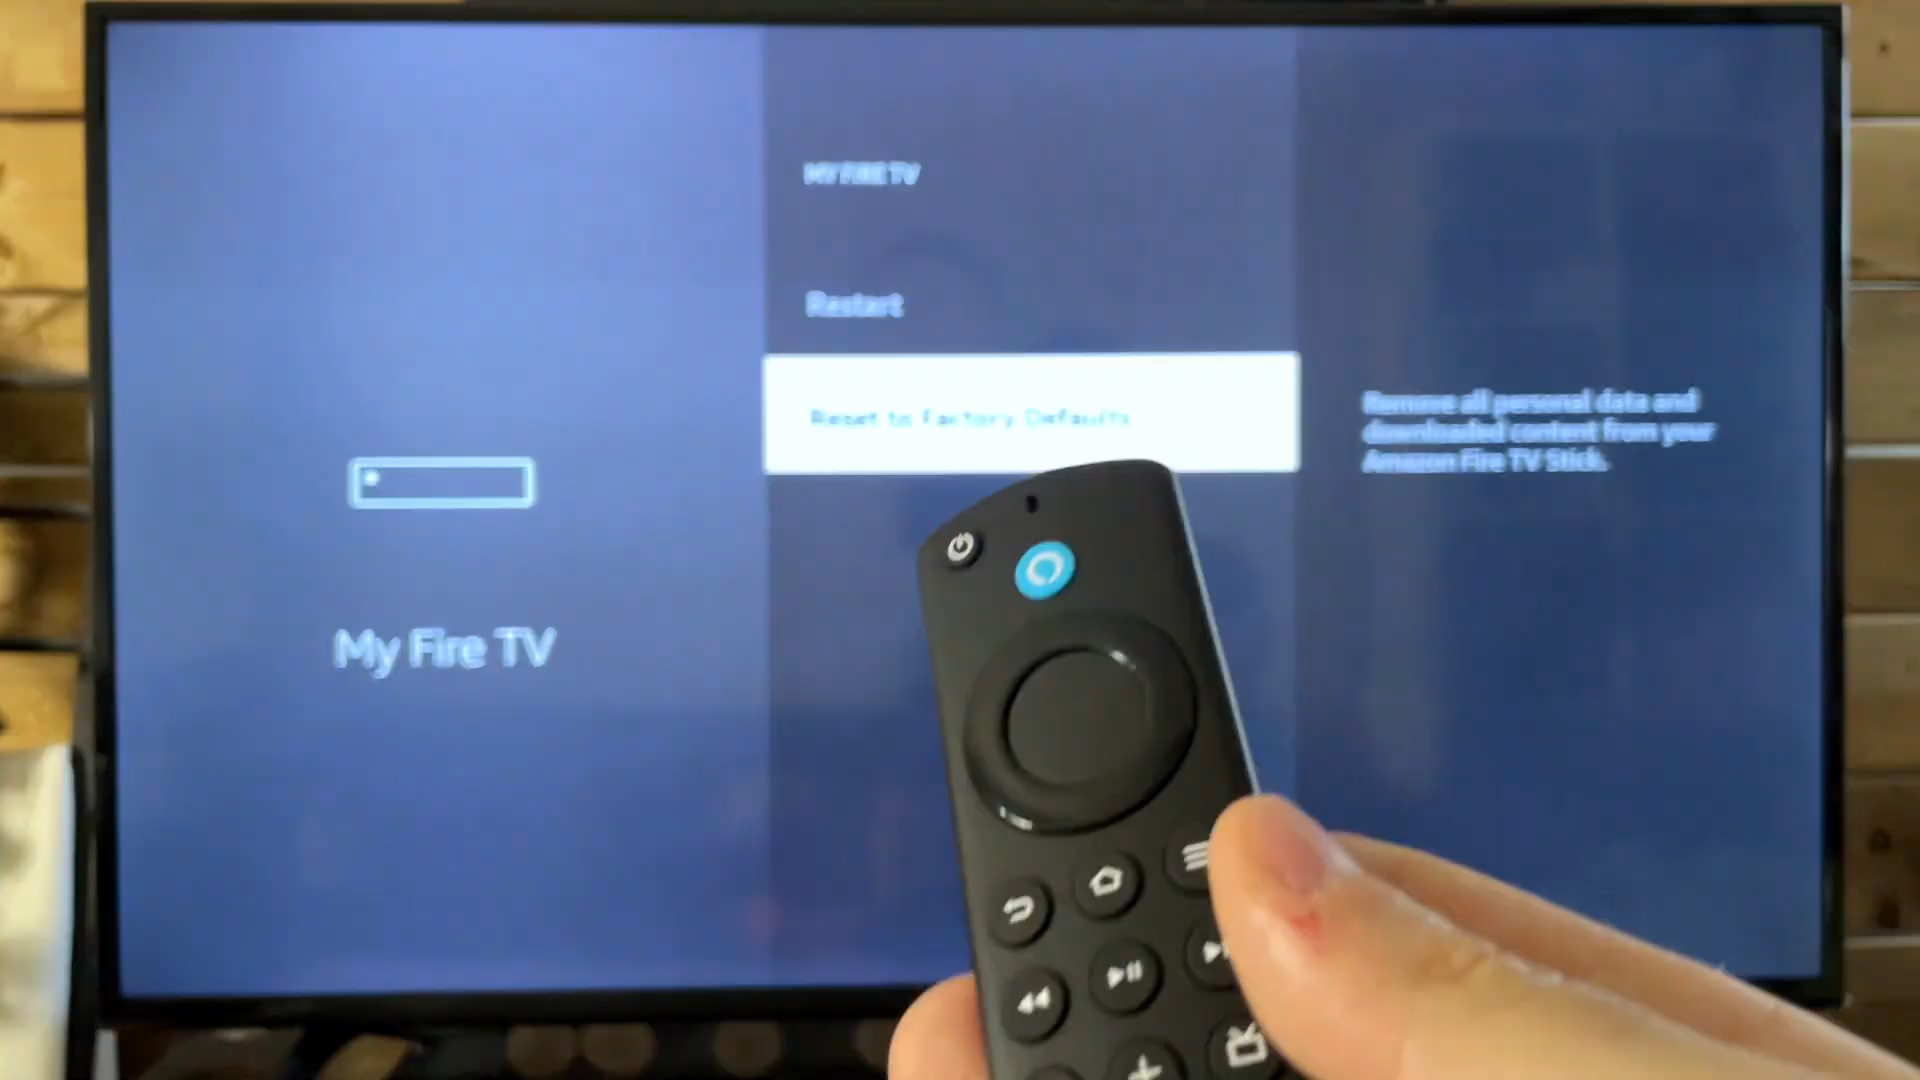 MY FIRE TV
Restart
Reset to Factory Defaults
Remove all personal data and
downloaded content from your
Amazon Fire TV Stick.
My Fire TV